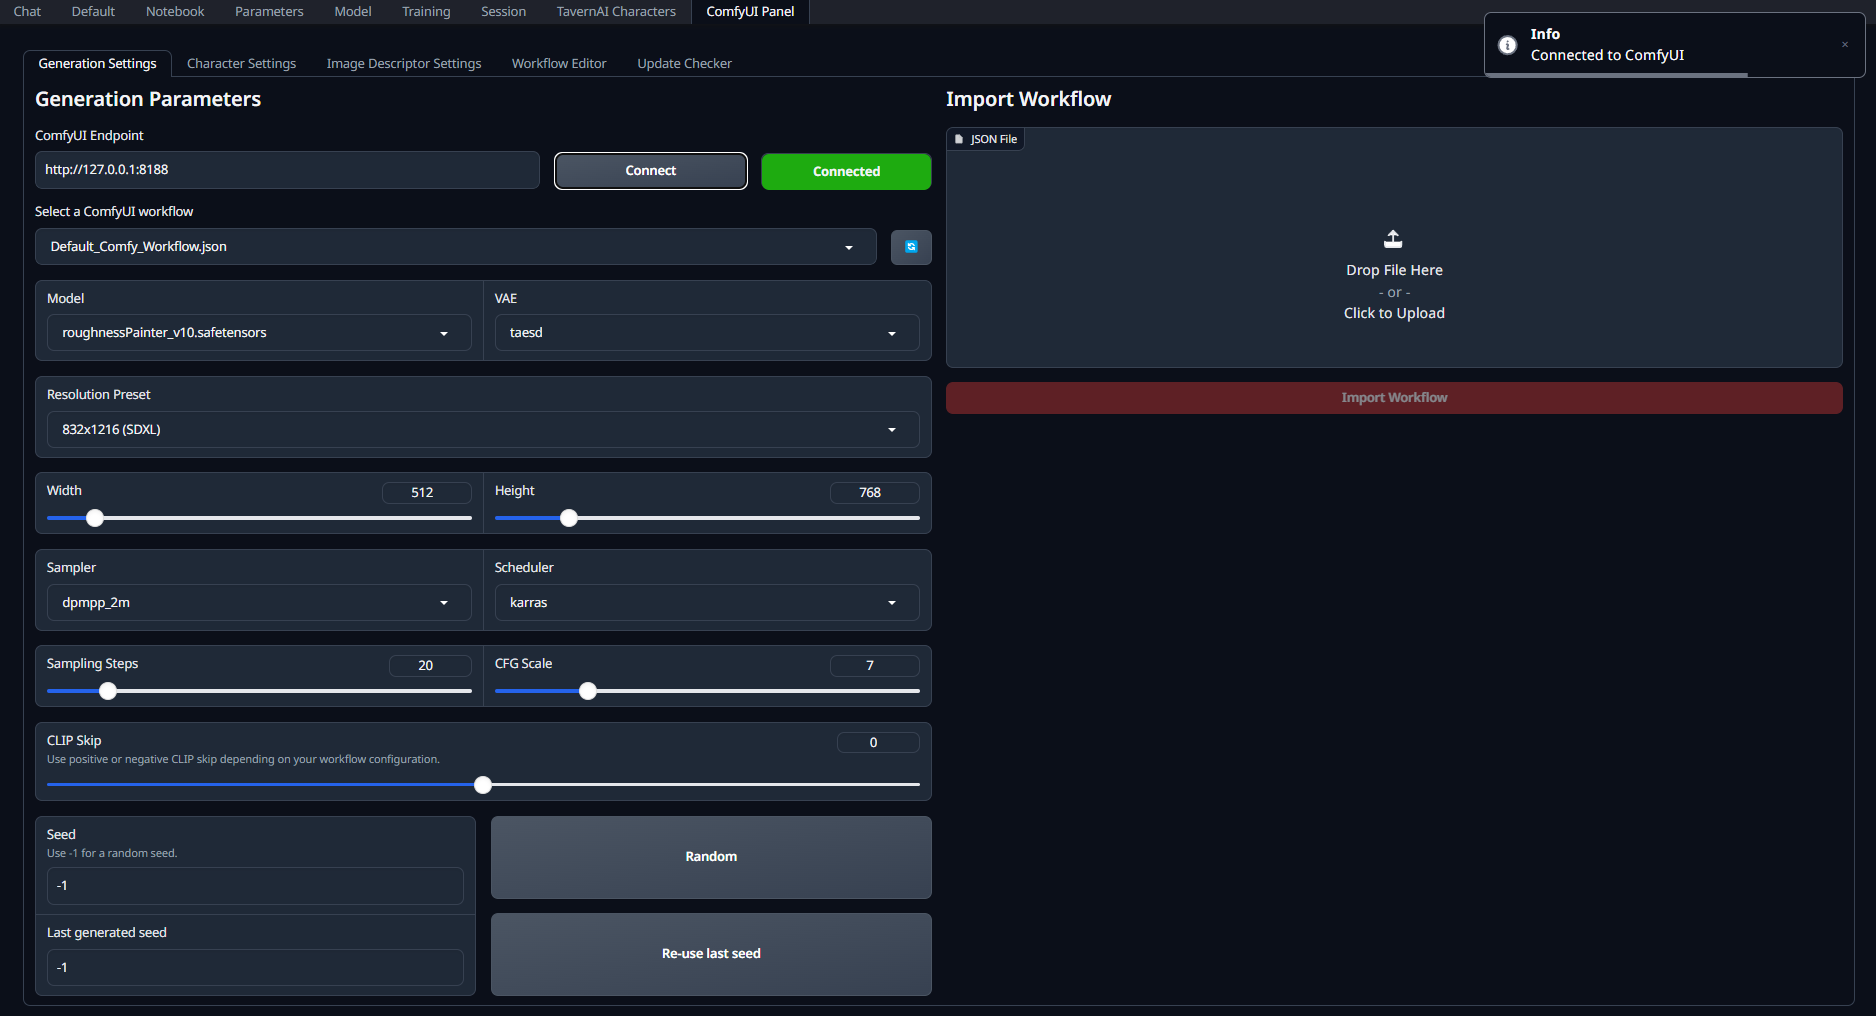 Chat Default Notebook Parameters Model Training Session TavernAI Characters ComfyUI Panel
Info
Connected to ComfyUI
×
Generation Settings Character Settings Image Descriptor Settings Workflow Editor Update Checker
Generation Parameters
ComfyUI Endpoint
http://127.0.0.1:8188 Connect Connected
Select a ComfyUI workflow
Default_Comfy_Workflow.json
Model VAE
roughnessPainter_v10.safetensors taesd
Resolution Preset
832x1216 (SDXL)
Width 512 Height 768
Sampler Scheduler
dpmpp_2m karras
Sampling Steps 20 CFG Scale 7
CLIP Skip 0
Use positive or negative CLIP skip depending on your workflow configuration.
Seed
Use -1 for a random seed.
-1
Random
Last generated seed
-1
Re-use last seed
Import Workflow
JSON File
Drop File Here
- or -
Click to Upload
Import Workflow